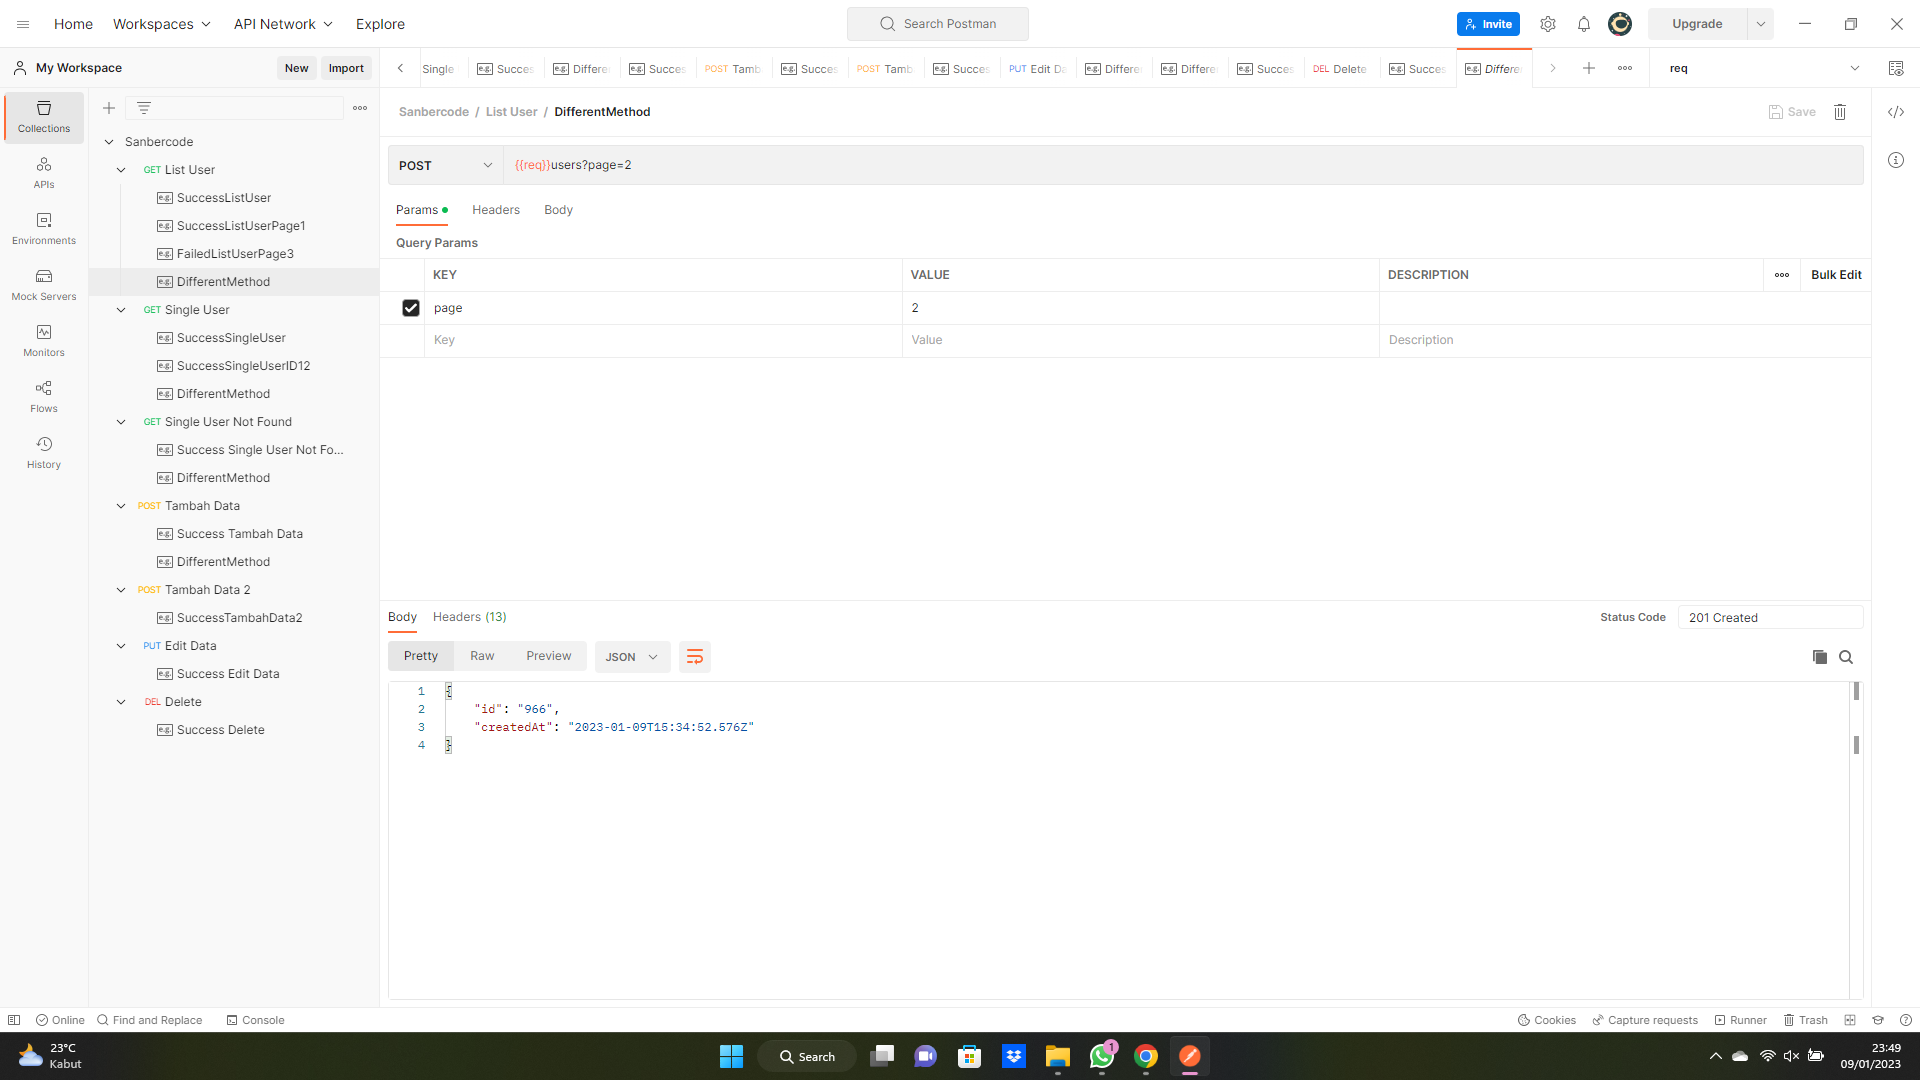 Home
Workspaces
API Network
Explore
Search Postman
Invite
Upgrade
My Workspace
New
Import
Single
e.g. Succes
e.g. Differe
e.g. Succes
POST Tamb
e.g. Succes
POST Tamb
e.g. Succes
PUT Edit Da
e.g. Differe
e.g. Differe
e.g. Succes
DEL Delete
e.g. Succes
e.g. Differe
req
Collections
APIs
Environments
Mock Servers
Monitors
Flows
History
Sanbercode
GET List User
e.g. SuccessListUser
e.g. SuccessListUserPage1
e.g. FailedListUserPage3
e.g. DifferentMethod
GET Single User
e.g. SuccessSingleUser
e.g. SuccessSingleUserID12
e.g. DifferentMethod
GET Single User Not Found
e.g. Success Single User Not Fo...
e.g. DifferentMethod
POST Tambah Data
e.g. Success Tambah Data
e.g. DifferentMethod
POST Tambah Data 2
e.g. SuccessTambahData2
PUT Edit Data
e.g. Success Edit Data
DEL Delete
e.g. Success Delete
Sanbercode / List User / DifferentMethod
Save
POST
{{req}}users?page=2
Params
Headers
Body
Query Params
KEY
VALUE
DESCRIPTION
Bulk Edit
page
2
Key
Value
Description
Body
Headers (13)
Status Code
201 Created
Pretty
Raw
Preview
JSON
1 {
2 "id": "966",
3 "createdAt": "2023-01-09T15:34:52.576Z"
4 }
Online
Find and Replace
Console
Cookies
Capture requests
Runner
Trash
23°C
Kabut
Search
1
23:49
09/01/2023